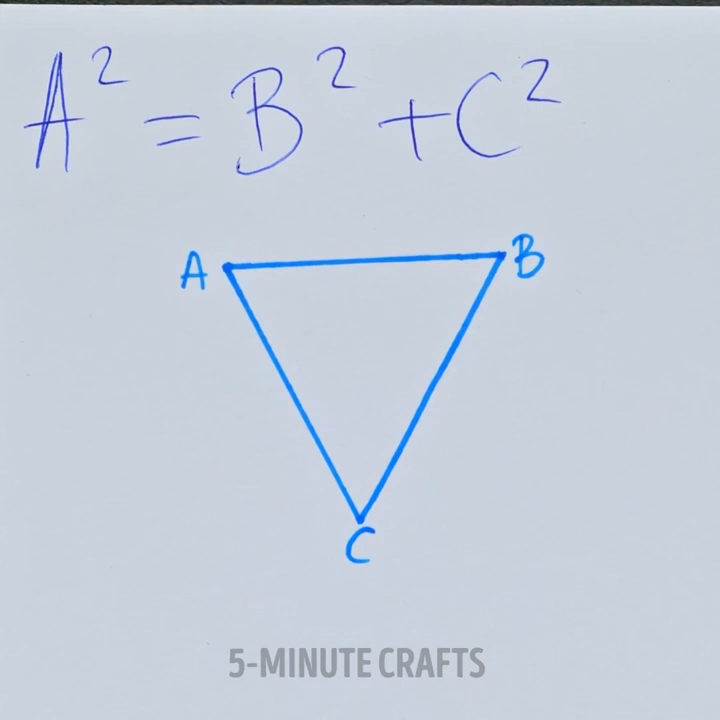 A² = B² + C²
A B
C
5-MINUTE CRAFTS